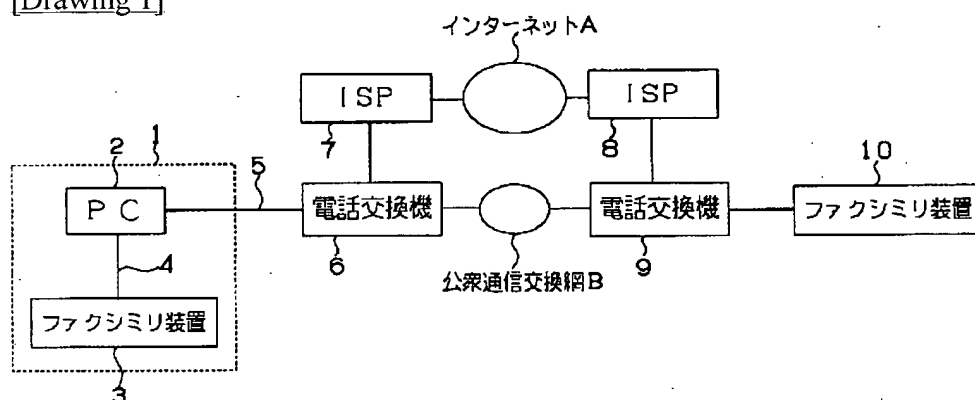 [Drawing 1]
インターネットA
ISP
ISP
7
8
1
2
5
10
PC
電話交換機
電話交換機
ファクシミリ装置
4
6
9
公衆通信交換網B
ファクシミリ装置
3